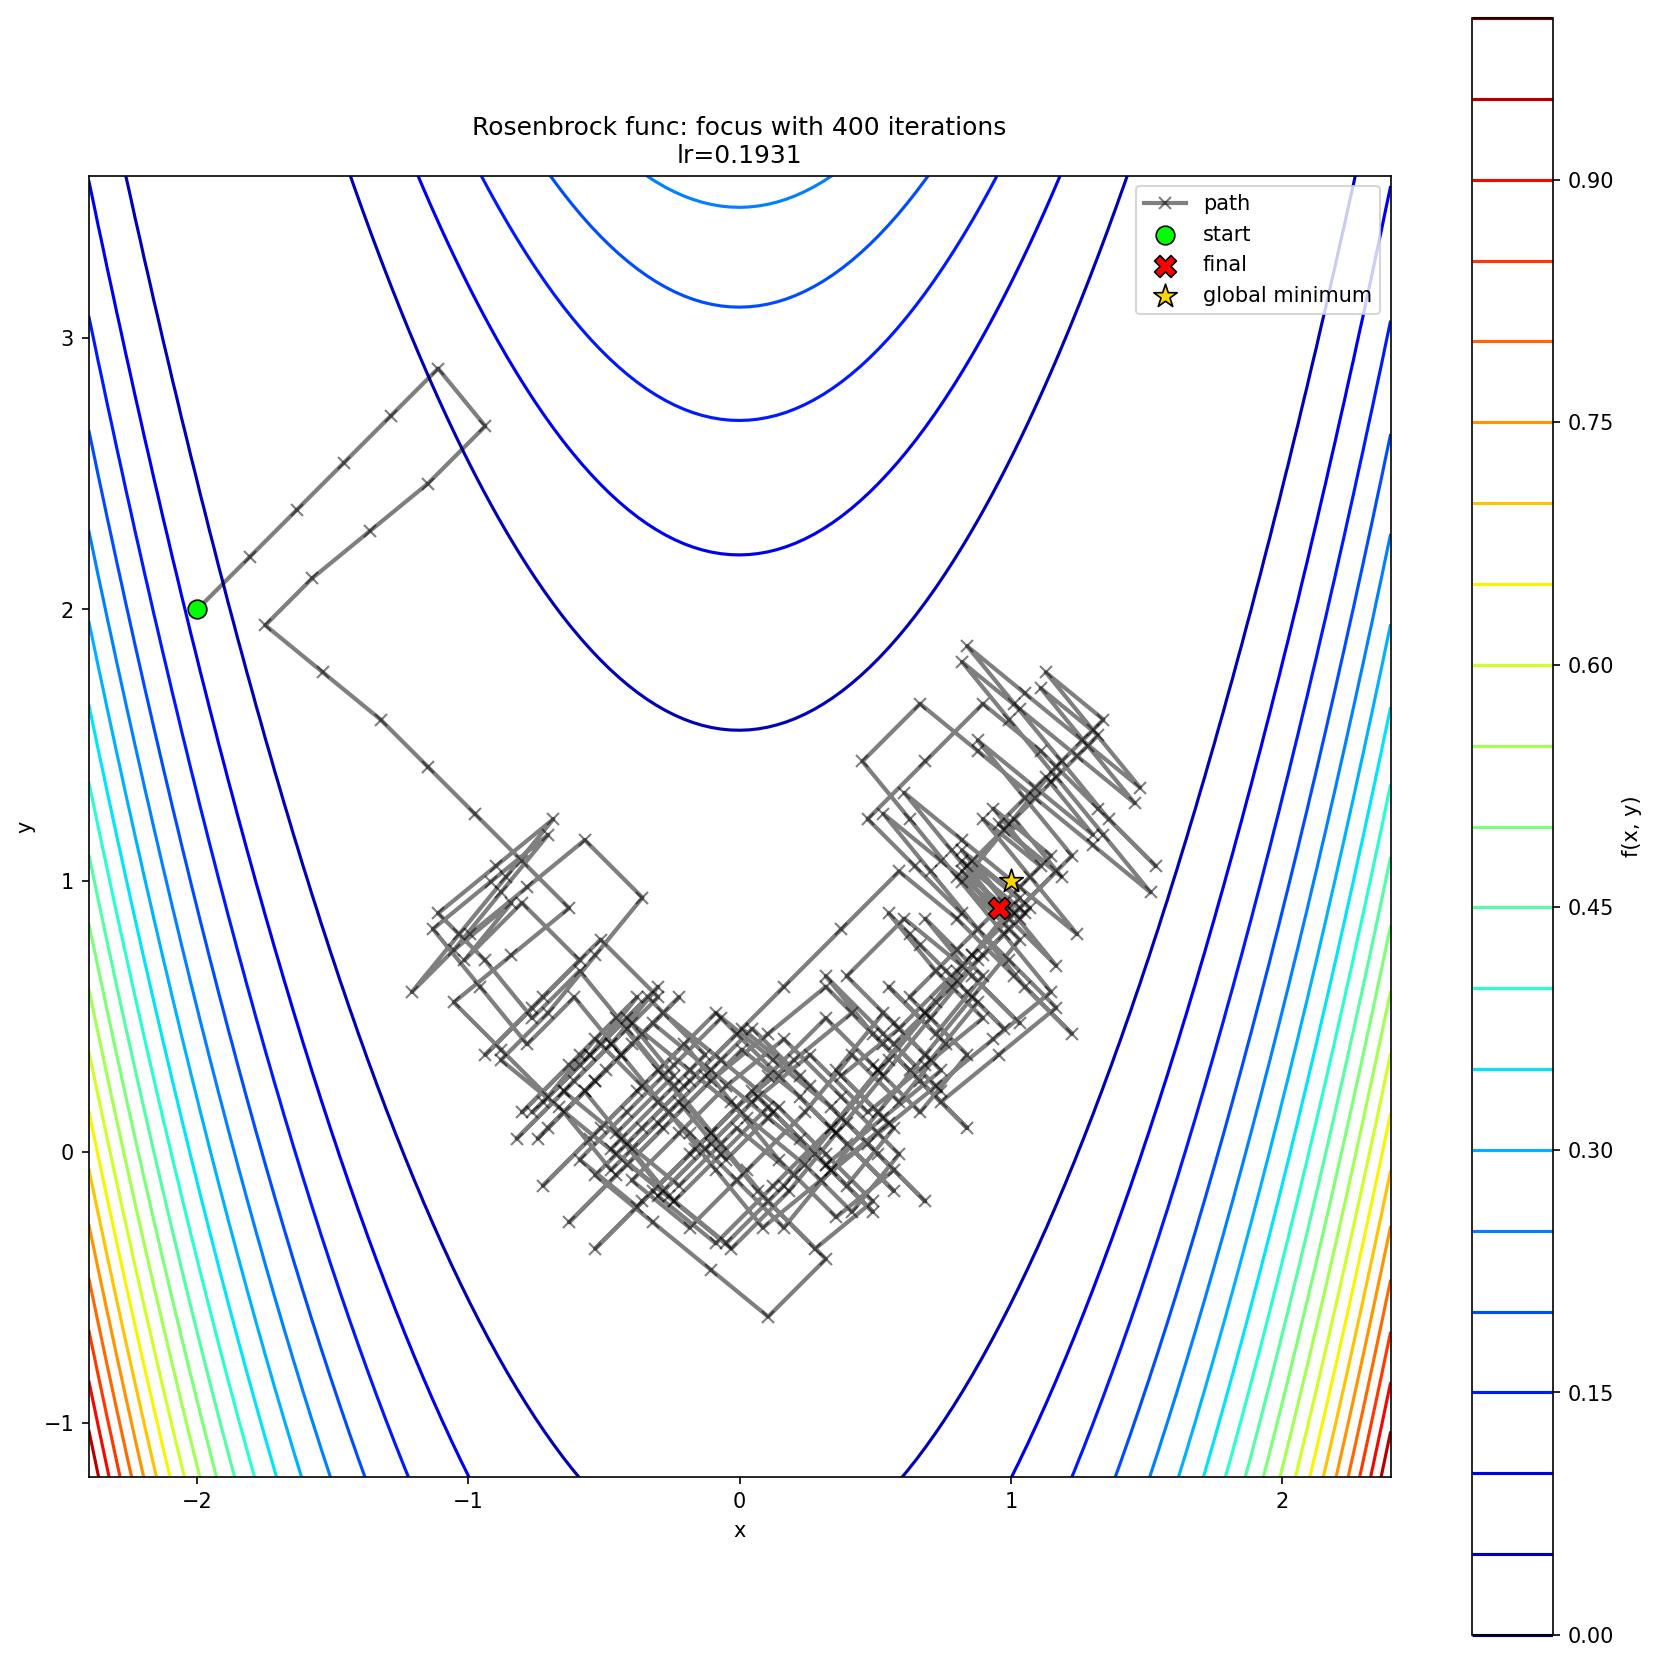 Rosenbrock func: focus with 400 iterations
lr=0.1931
path
start
final
global minimum
3
2
1
0
−1
y
−2
−1
0
1
2
x
0.90
0.75
0.60
0.45
0.30
0.15
0.00
f(x, y)